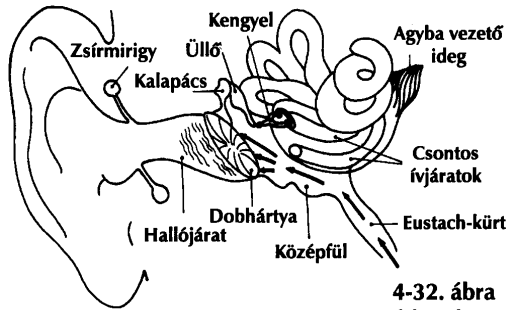 Kengyel
Zsírmirigy
Üllő
Agyba vezető
ideg
Kalapács
Csontos
ívjáratok
Dobhártya
Eustach-kürt
Hallójárat
Középfül
4-32. ábra